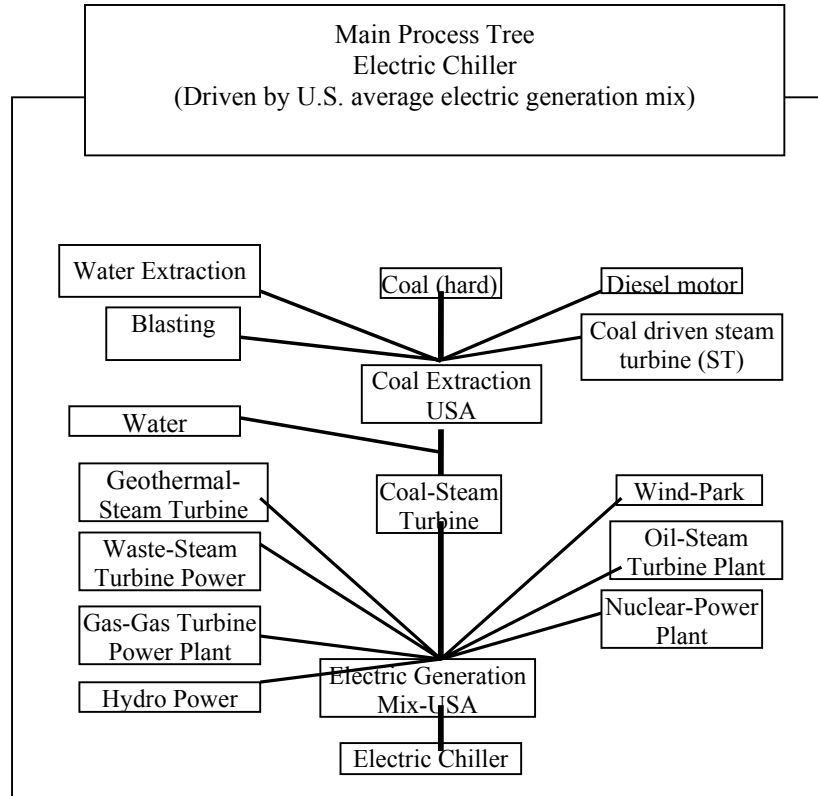 Main Process Tree
Electric Chiller
(Driven by U.S. average electric generation mix)
Water Extraction
Coal (hard)
Diesel motor
Blasting
Coal driven steam
turbine (ST)
Coal Extraction
USA
Water
Geothermal-
Steam Turbine
Coal-Steam
Turbine
Wind-Park
Waste-Steam
Turbine Power
Oil-Steam
Turbine Plant
Gas-Gas Turbine
Power Plant
Nuclear-Power
Plant
Hydro Power
Electric Generation
Mix-USA
Electric Chiller